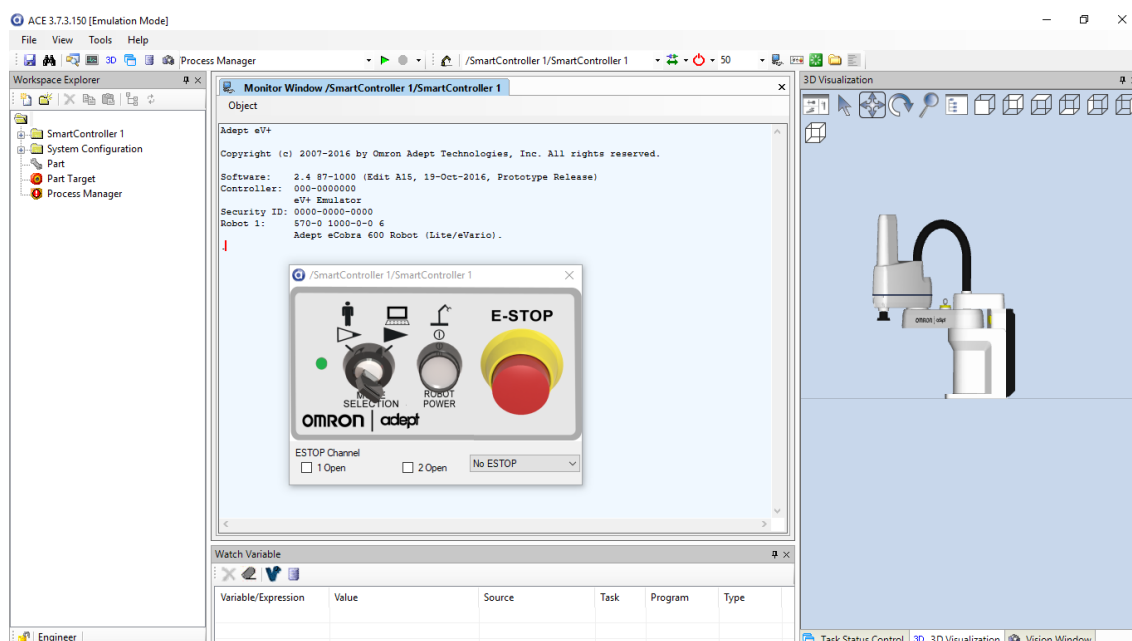 ACE 3.7.3.150 [Emulation Mode]
File View Tools Help
3D Process Manager /SmartController 1/SmartController 1 50
Workspace Explorer
SmartController 1
System Configuration
Part
Part Target
Process Manager
Engineer
Monitor Window /SmartController 1/SmartController 1
Object
Adept eV+
Copyright (c) 2007-2016 by Omron Adept Technologies, Inc. All rights reserved.
Software: 2.4 87-1000 (Edit A15, 19-Oct-2016, Prototype Release)
Controller: 000-0000000
eV+ Emulator
Security ID: 0000-0000-0000
Robot 1: 570-0 1000-0-0 6
Adept eCobra 600 Robot (Lite/eVario).
.
/SmartController 1/SmartController 1
E-STOP
SELECTION
ROBOT
POWER
OMRON | adept
ESTOP Channel
1 Open 2 Open No ESTOP
Watch Variable
Variable/Expression Value Source Task Program Type
3D Visualization
OMRON | adept
Task Status Control 3D 3D Visualization Vision Window